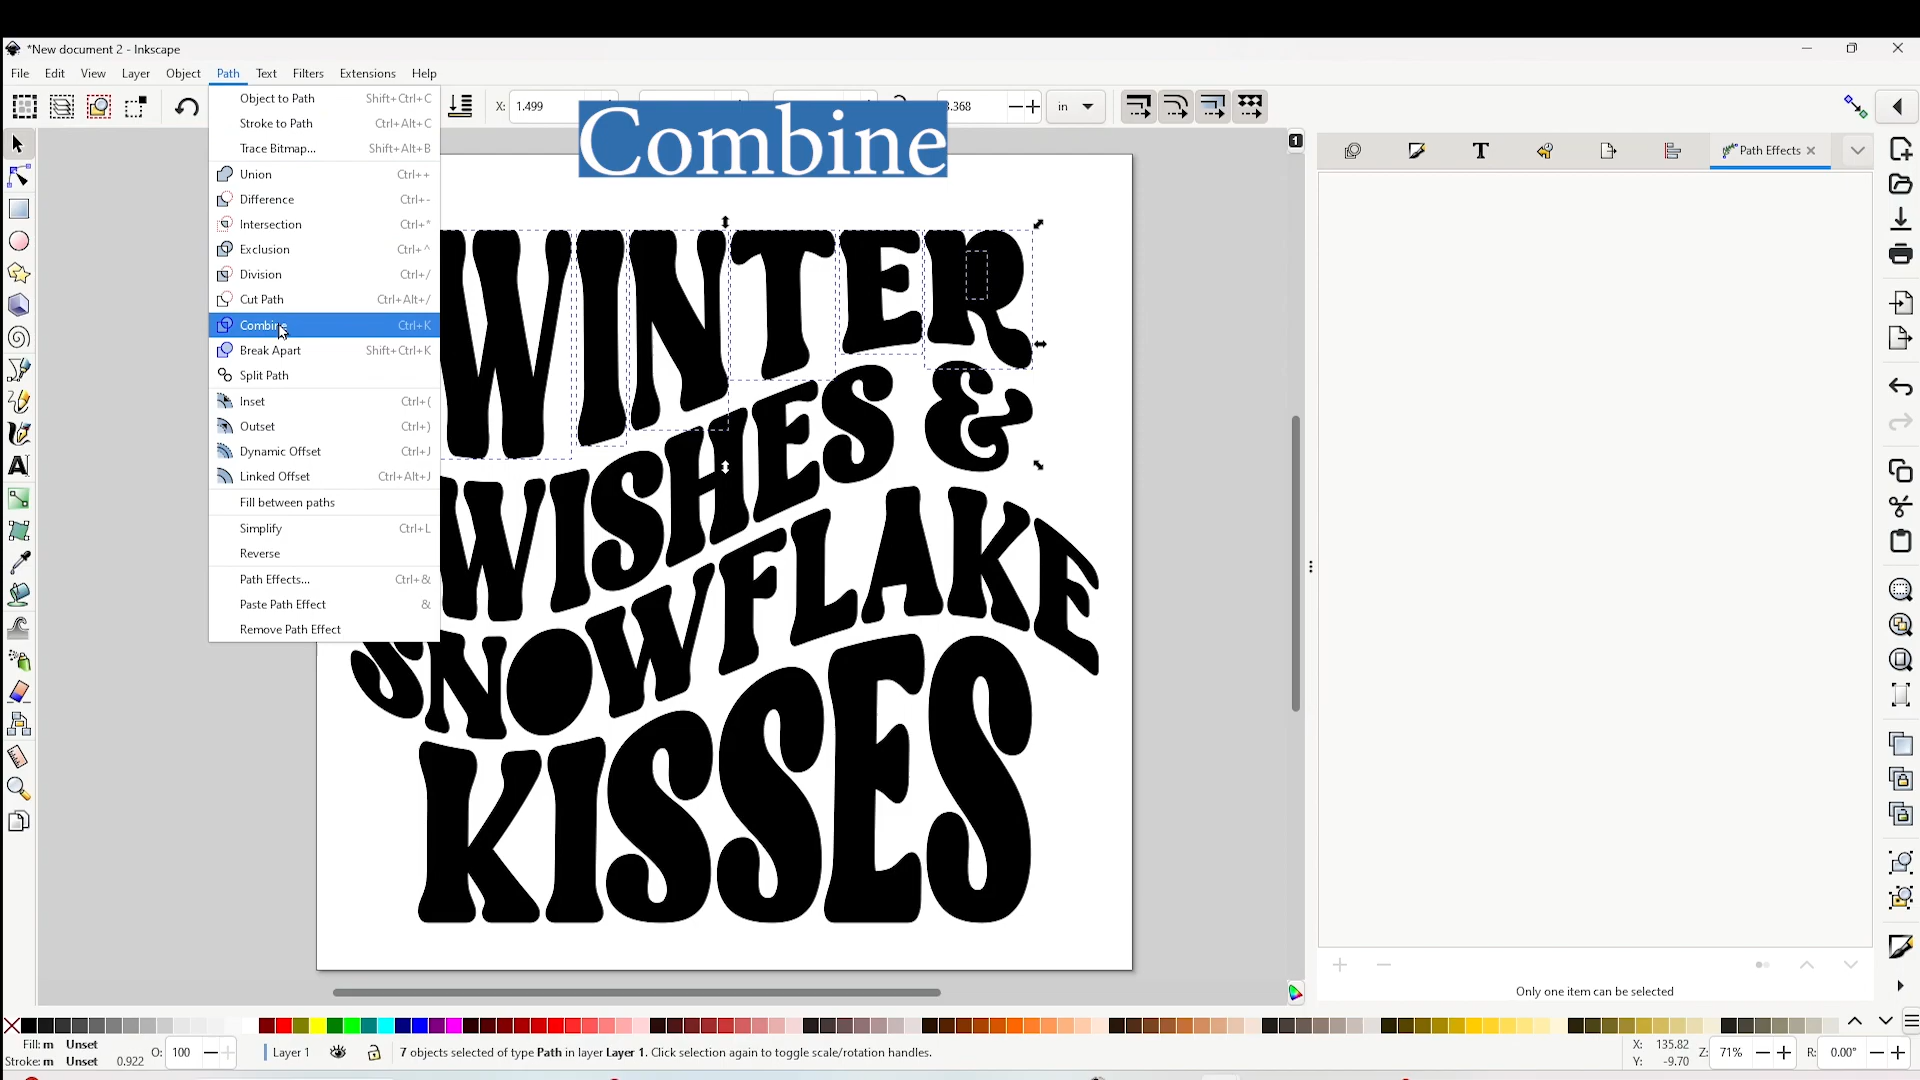 *New document 2 - Inkscape
File Edit View Layer Object Path Text Filters Extensions Help
X: 1.499
.368
in
Combine
1
Object to Path Shift+Ctrl+C
Stroke to Path Ctrl+Alt+C
Trace Bitmap... Shift+Alt+B
Union Ctrl++
Difference Ctrl+-
Intersection Ctrl+*
Exclusion Ctrl+^
Division Ctrl+/
Cut Path Ctrl+Alt+/
Combine Ctrl+K
Break Apart Shift+Ctrl+K
Split Path
Inset Ctrl+(
Outset Ctrl+)
Dynamic Offset Ctrl+J
Linked Offset Ctrl+Alt+J
Fill between paths
Simplify Ctrl+L
Reverse
Path Effects... Ctrl+&
Paste Path Effect &
Remove Path Effect
Path Effects
WINTER
WISHES &
SNOWFLAKE
KISSES
Only one item can be selected
Fill: m Unset
Stroke: m Unset 0.922
O: 100
Layer 1
7 objects selected of type Path in layer Layer 1. Click selection again to toggle scale/rotation handles.
X: 135.82
Y: -9.70
Z: 71%
R: 0.00°